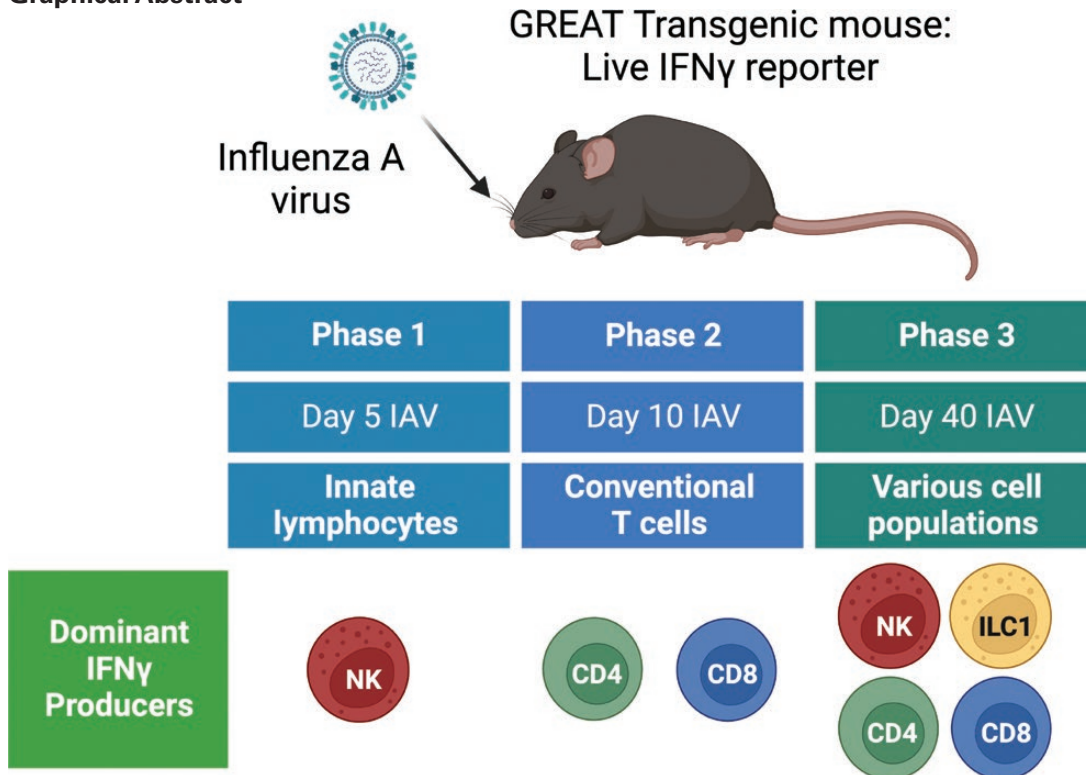 Graphical Abstract
GREAT Transgenic mouse:
Live IFNγ reporter
Influenza A
virus
Phase 1
Phase 2
Phase 3
Day 5 IAV
Day 10 IAV
Day 40 IAV
Innate
lymphocytes
Conventional
T cells
Various cell
populations
Dominant
IFNγ
Producers
NK
CD4
CD8
NK
ILC1
CD4
CD8